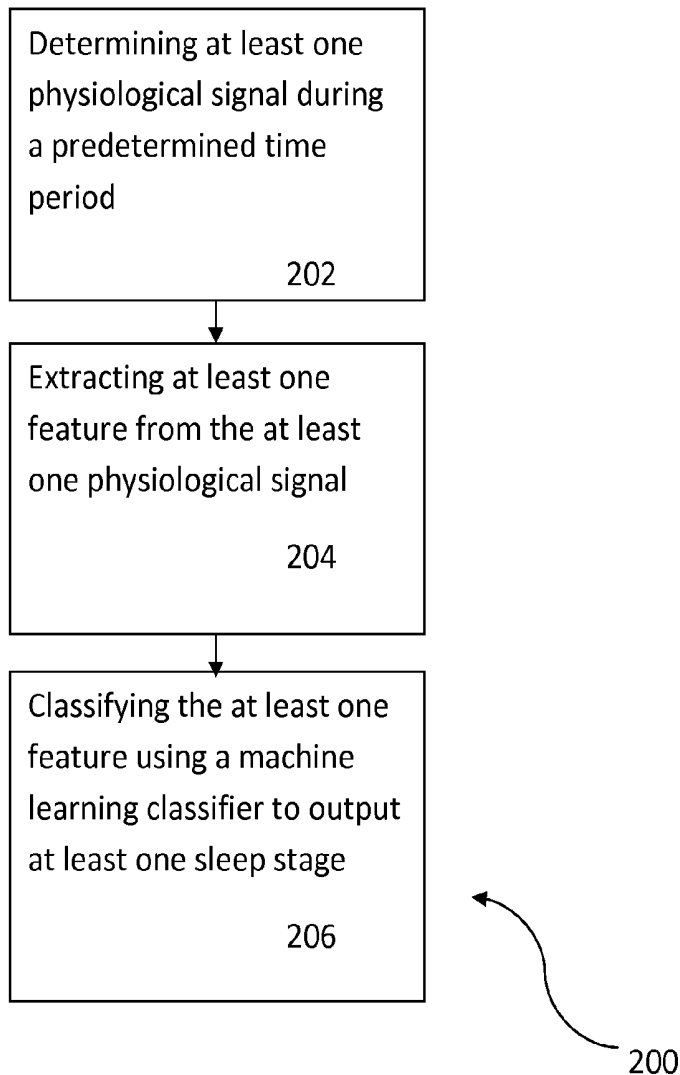 Determining at least one
physiological signal during
a predetermined time
period
202
Extracting at least one
feature from the at least
one physiological signal
204
Classifying the at least one
feature using a machine
learning classifier to output
at least one sleep stage
206
200